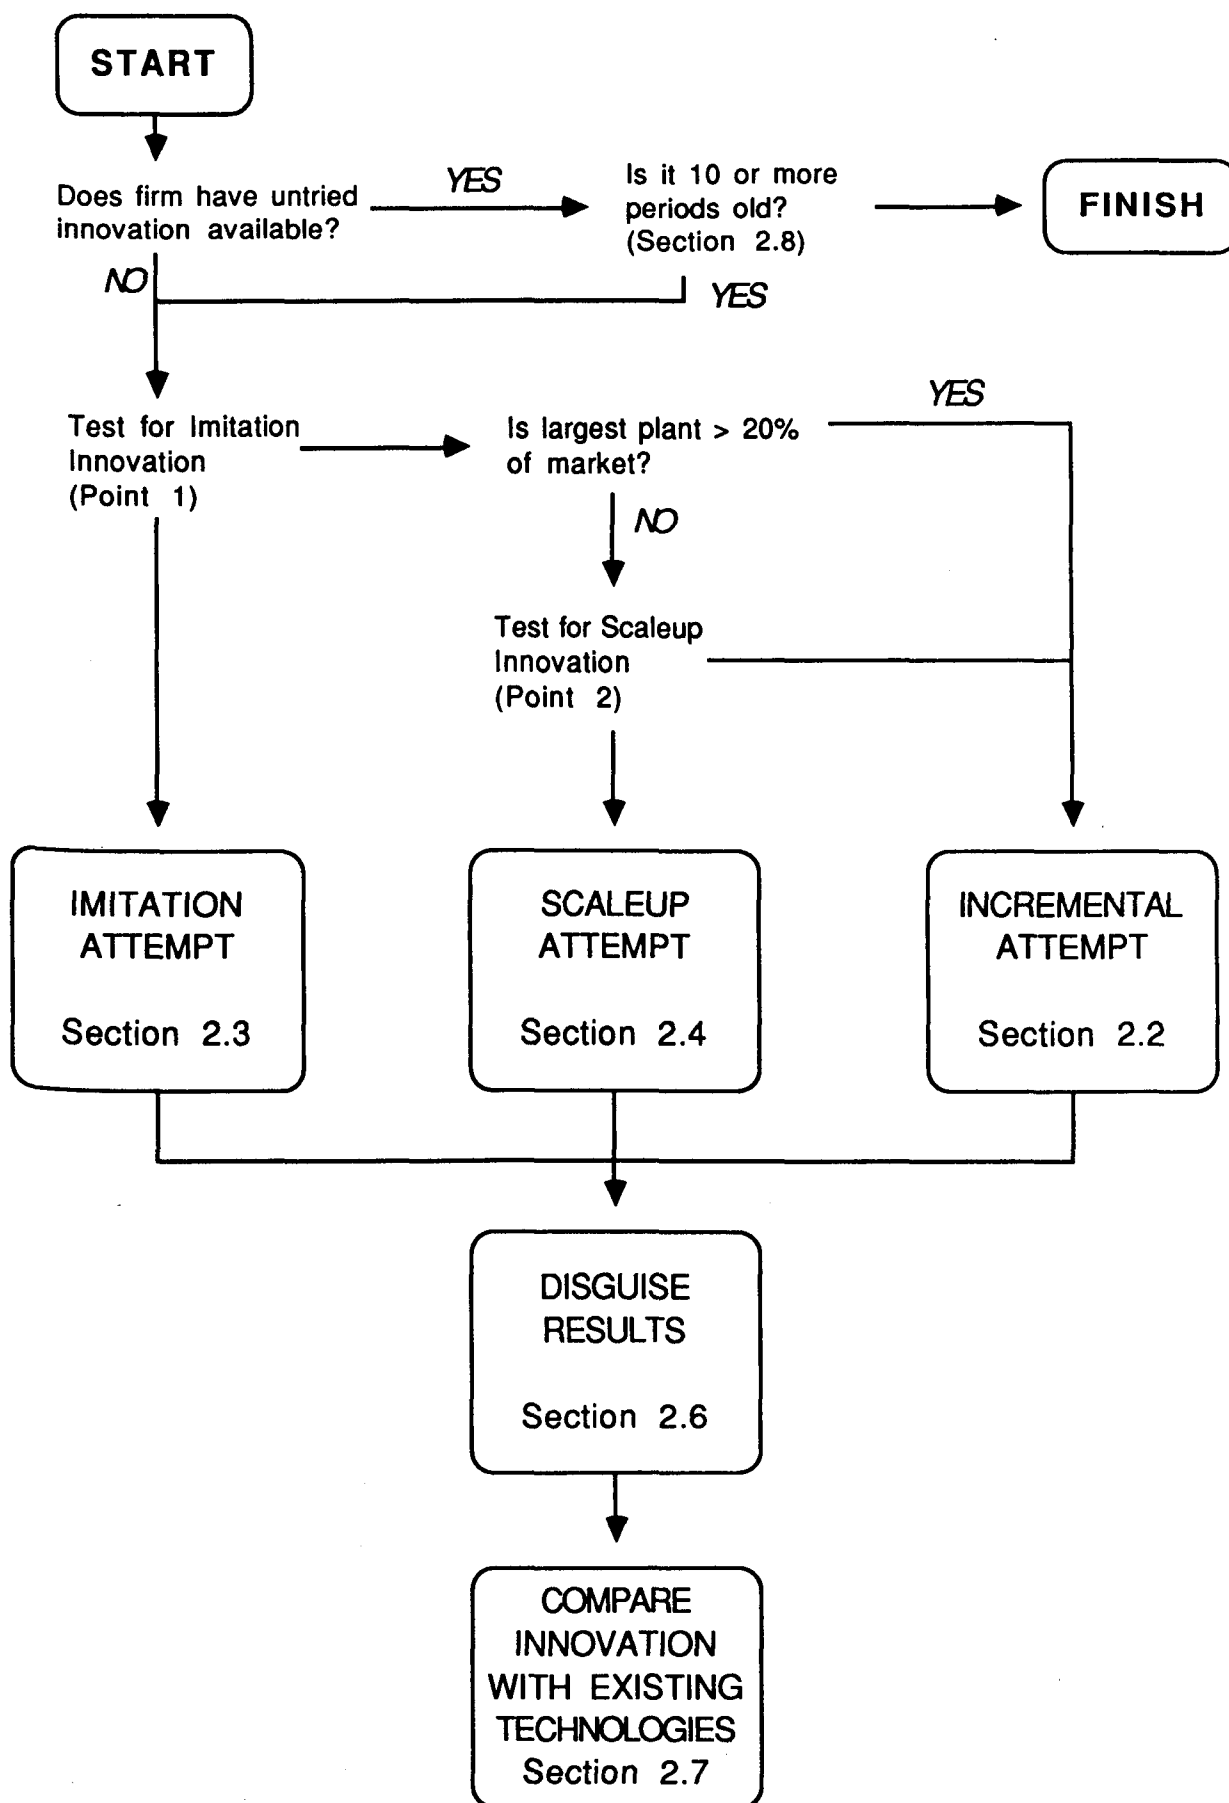 START
Does firm have untried
innovation available?
YES
Is it 10 or more
periods old?
(Section 2.8)
FINISH
NO
YES
Test for Imitation
Innovation
(Point 1)
Is largest plant > 20%
of market?
YES
NO
Test for Scaleup
Innovation
(Point 2)
IMITATION
ATTEMPT
Section 2.3
SCALEUP
ATTEMPT
Section 2.4
INCREMENTAL
ATTEMPT
Section 2.2
DISGUISE
RESULTS
Section 2.6
COMPARE
INNOVATION
WITH EXISTING
TECHNOLOGIES
Section 2.7